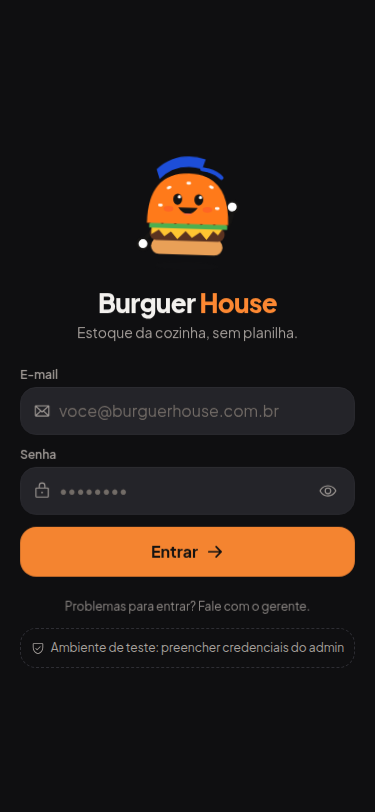 Burguer House
Estoque da cozinha, sem planilha.
E-mail
voce@burguerhouse.com.br
Senha
••••••••
Entrar →
Problemas para entrar? Fale com o gerente.
Ambiente de teste: preencher credenciais do admin